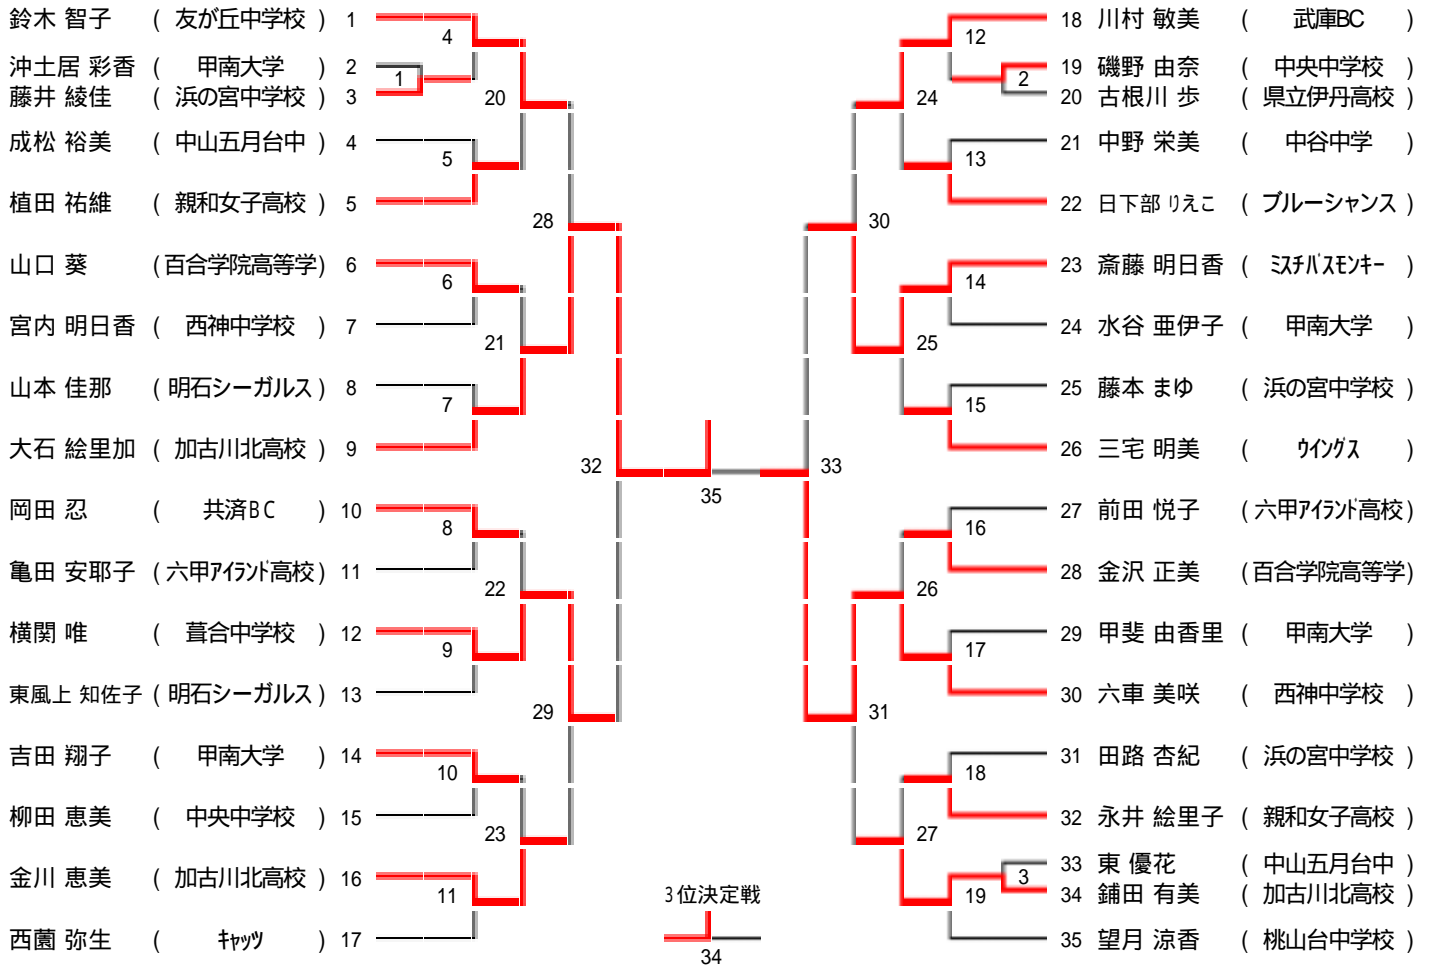 鈴木 智子 ( 友が丘中学校 ) 1
沖土居 彩香 ( 甲南大学 ) 2
藤井 綾佳 ( 浜の宮中学校 ) 3
成松 裕美 ( 中山五月台中 ) 4
植田 祐維 ( 親和女子高校 ) 5
山口 葵 ( 百合学院高等学) 6
宮内 明日香 ( 西神中学校 ) 7
山本 佳那 ( 明石シーガルス ) 8
大石 絵里加 ( 加古川北高校 ) 9
岡田 忍 ( 共済BC ) 10
亀田 安耶子 ( 六甲アイランド高校) 11
横関 唯 ( 葺合中学校 ) 12
東風上 知佐子 ( 明石シーガルス ) 13
吉田 翔子 ( 甲南大学 ) 14
柳田 恵美 ( 中央中学校 ) 15
金川 恵美 ( 加古川北高校 ) 16
西薗 弥生 ( キャッツ ) 17
4
1
20
5
28
6
21
7
32
8
22
9
29
10
23
11
35
3位決定戦
34
12
2
24
13
30
14
25
15
33
16
26
17
31
18
27
3
19
18 川村 敏美 ( 武庫BC )
19 磯野 由奈 ( 中央中学校 )
20 古根川 歩 ( 県立伊丹高校 )
21 中野 栄美 ( 中谷中学 )
22 日下部 りえこ ( ブルーシャンス )
23 斎藤 明日香 ( ミスチバスモンキー )
24 水谷 亜伊子 ( 甲南大学 )
25 藤本 まゆ ( 浜の宮中学校 )
26 三宅 明美 ( ウイングス )
27 前田 悦子 ( 六甲アイランド高校)
28 金沢 正美 ( 百合学院高等学)
29 甲斐 由香里 ( 甲南大学 )
30 六車 美咲 ( 西神中学校 )
31 田路 杏紀 ( 浜の宮中学校 )
32 永井 絵里子 ( 親和女子高校 )
33 東 優花 ( 中山五月台中 )
34 鋪田 有美 ( 加古川北高校 )
35 望月 涼香 ( 桃山台中学校 )